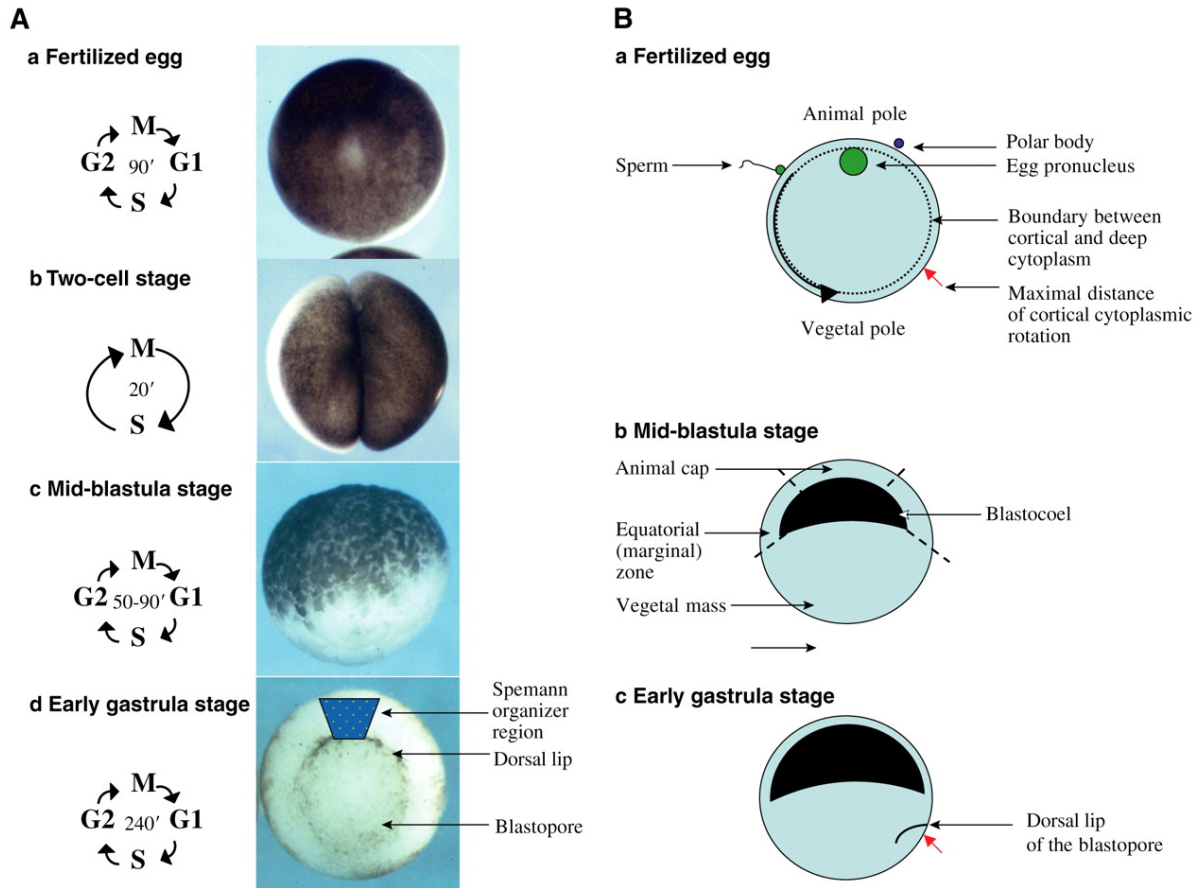 A
a Fertilized egg
M
G2 90′ G1
S
b Two-cell stage
M
20′
S
c Mid-blastula stage
M
G2 50-90′ G1
S
d Early gastrula stage
M
G2 240′ G1
S
Spemann
organizer
region
Dorsal lip
Blastopore
B
a Fertilized egg
Animal pole
Sperm
Polar body
Egg pronucleus
Boundary between
cortical and deep
cytoplasm
Maximal distance
of cortical cytoplasmic
rotation
Vegetal pole
b Mid-blastula stage
Animal cap
Blastocoel
Equatorial
(marginal)
zone
Vegetal mass
c Early gastrula stage
Dorsal lip
of the blastopore